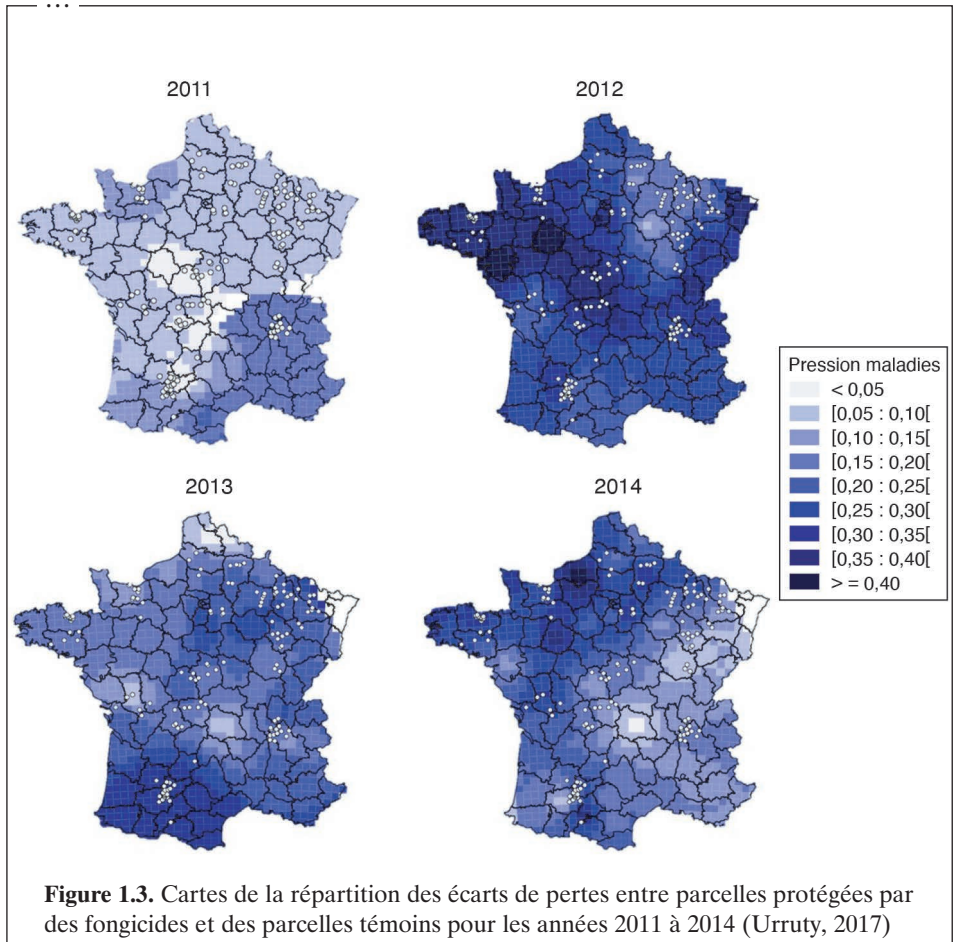 ...
2011
2012
Pression maladies
< 0,05
[0,05 : 0,10[
[0,10 : 0,15[
[0,15 : 0,20[
[0,20 : 0,25[
[0,25 : 0,30[
[0,30 : 0,35[
[0,35 : 0,40[
> = 0,40
2013
2014
Figure 1.3. Cartes de la répartition des écarts de pertes entre parcelles protégées par
des fongicides et des parcelles témoins pour les années 2011 à 2014 (Urruty, 2017)